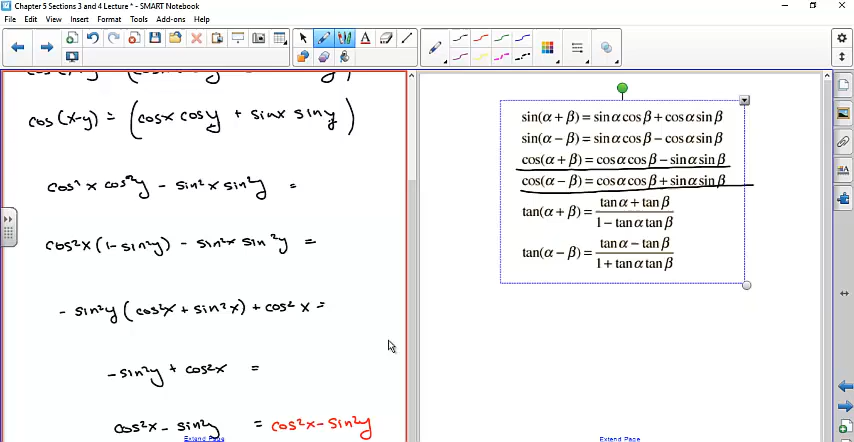 Chapter 5 Sections 3 and 4 Lecture * - SMART Notebook
File Edit View Insert Format Tools Add-ons Help
cos(x-y) = (cosx cosy + sinx siny)
cos²x cos²y - sin²x sin²y =
cos²x(1-sin²y) - sin²x sin²y =
- sin²y (cos²x + sin²x) + cos²x =
-sin²y + cos²x =
cos²x - sin²y = cos²x - sin²y
Extend Page
sin(α + β) = sin α cos β + cos α sin β
sin(α − β) = sin α cos β − cos α sin β
cos(α + β) = cos α cos β − sin α sin β
cos(α − β) = cos α cos β + sin α sin β
tan(α + β) = (tan α + tan β) / (1 − tan α tan β)
tan(α − β) = (tan α − tan β) / (1 + tan α tan β)
Extend Page